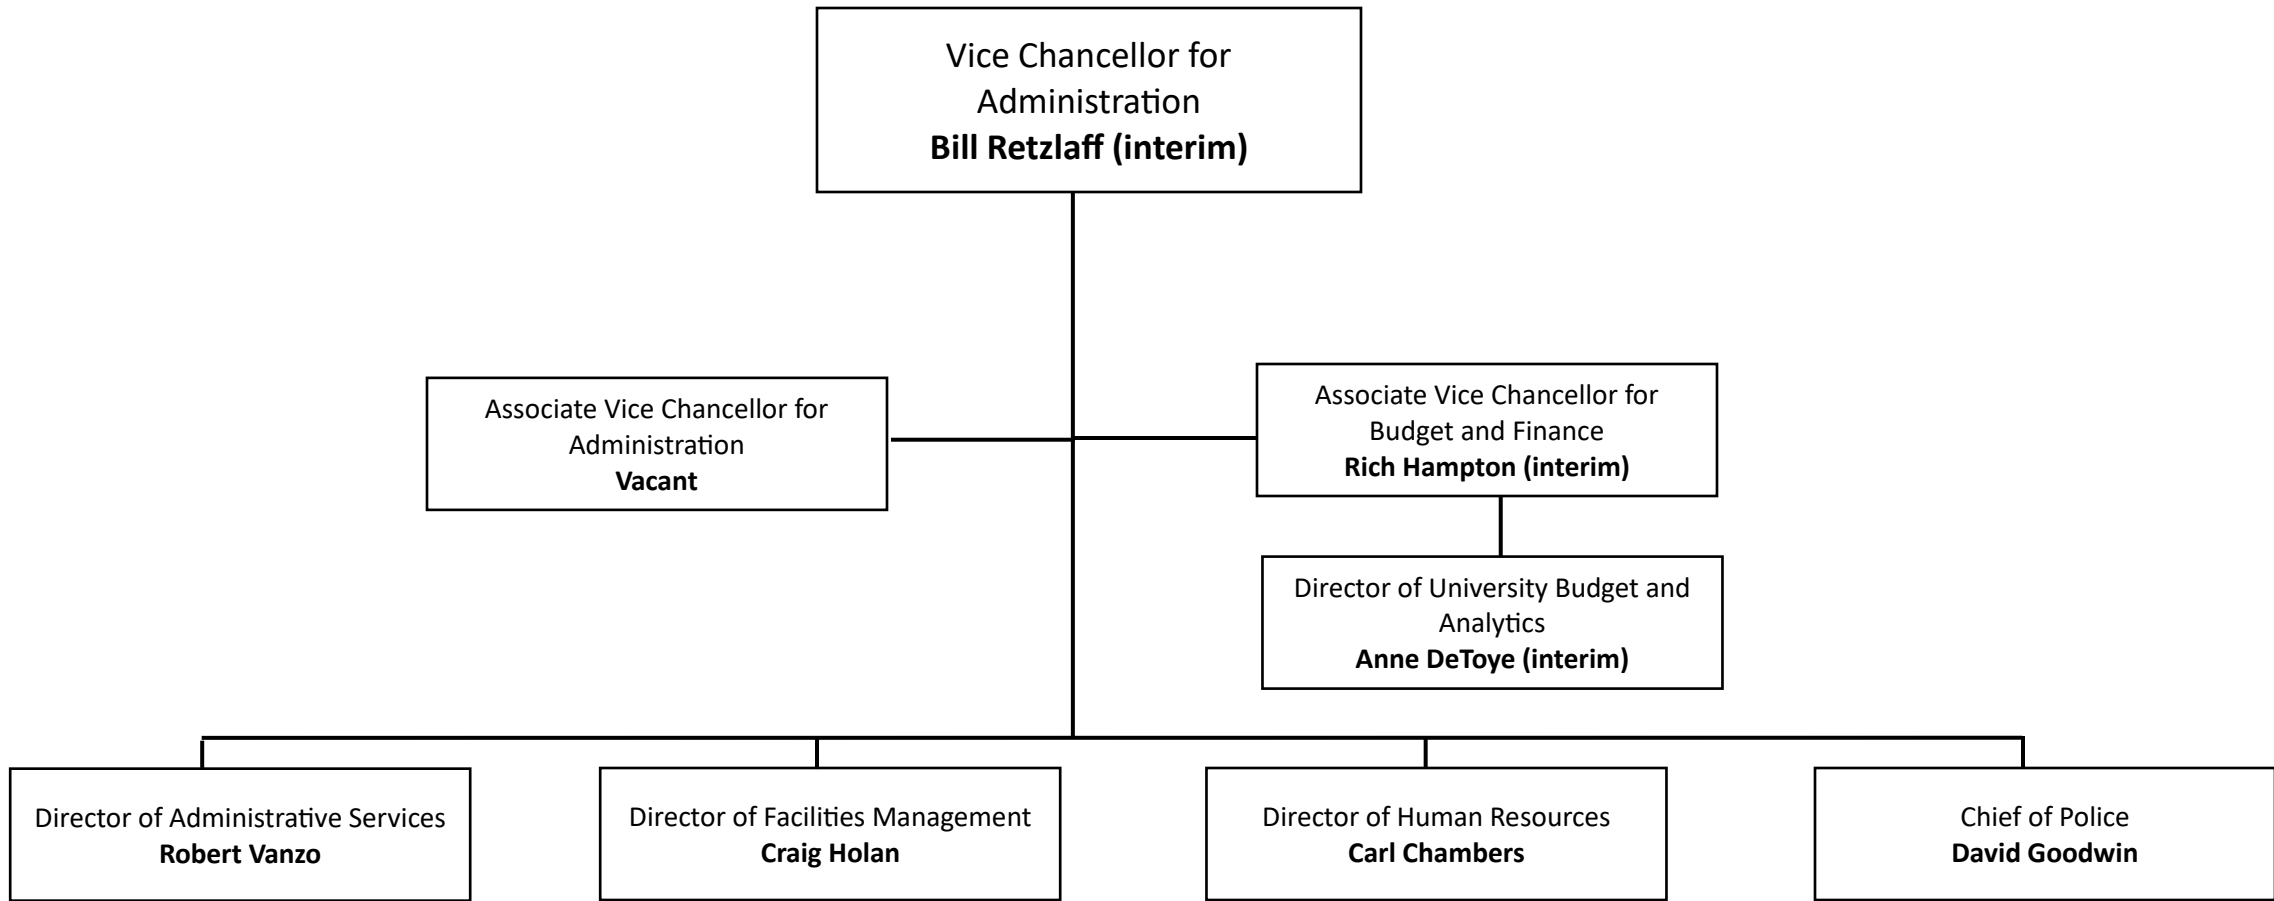 Vice Chancellor for
Administration
Bill Retzlaff (interim)
Associate Vice Chancellor for
Administration
Vacant
Associate Vice Chancellor for
Budget and Finance
Rich Hampton (interim)
Director of University Budget and
Analytics
Anne DeToye (interim)
Director of Administrative Services
Robert Vanzo
Director of Facilities Management
Craig Holan
Director of Human Resources
Carl Chambers
Chief of Police
David Goodwin